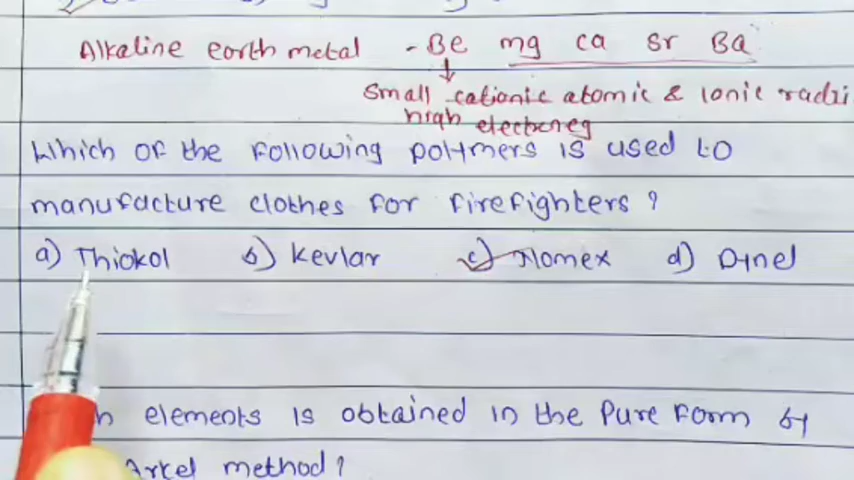 Alkaline earth metal - Be mg ca Sr Ba
Small cationic atomic & Ionic radii
high electroneg
Which of the following polymers is used to
manufacture clothes for firefighters ?
a) Thiokol b) Kevlar c) Nomex d) Dynel
elements is obtained in the Pure Form by
Arkel method ?